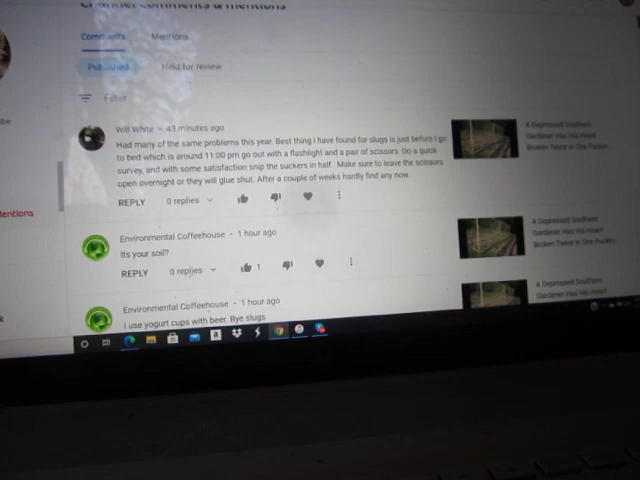 Channel comments & mentions
Comments Mentions
Published Held for review
Filter
Will White • 43 minutes ago
Had many of the same problems this year. Best thing I have found for slugs is just before I go
to bed which is around 11:00 pm go out with a flashlight and a pair of scissors. Do a quick
survey, and with some satisfaction snip the suckers in half. Make sure to leave the scissors
open overnight or they will glue shut. After a couple of weeks hardly find any now.
REPLY 0 replies
A Depressed Southern
Gardener Has His Heart
Broken Twice in One Fuckin...
Environmental Coffeehouse • 1 hour ago
Its your soil?
REPLY 0 replies 1
A Depressed Southern
Gardener Has His Heart
Broken Twice in One Fuckin...
Environmental Coffeehouse • 1 hour ago
I use yogurt cups with beer. Bye slugs
A Depressed Southern
Gardener Has His Heart
mentions